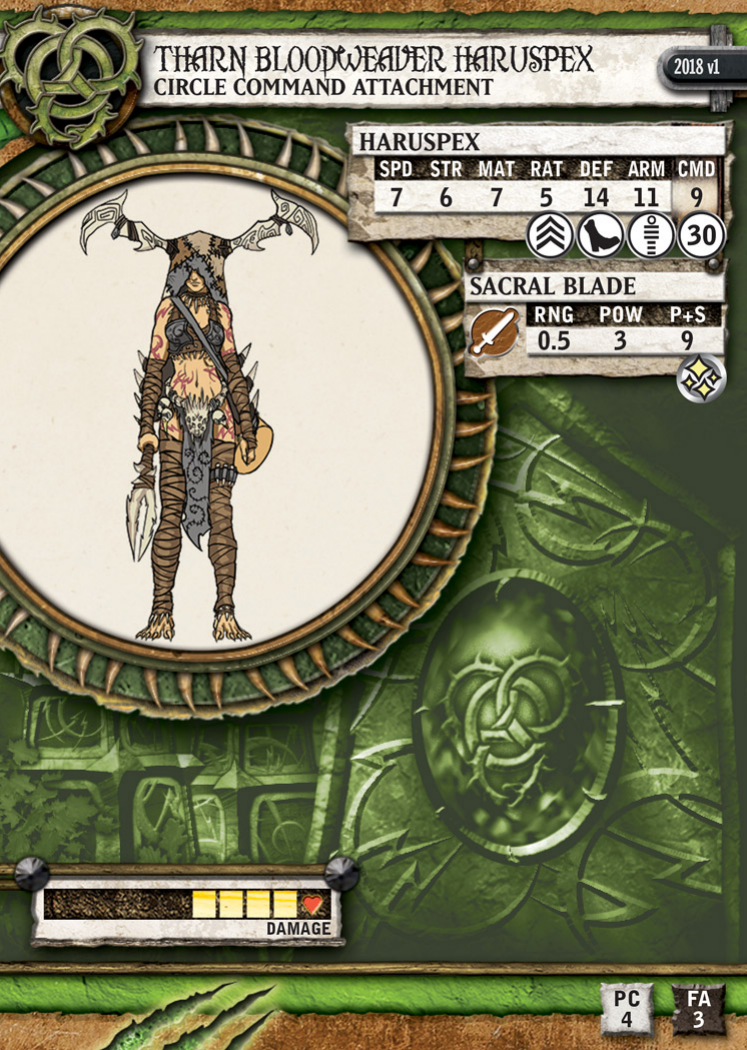 THARN BLOODWEAVER HARUSPEX
CIRCLE COMMAND ATTACHMENT
2018 v1
HARUSPEX
SPD STR MAT RAT DEF ARM CMD
7 6 7 5 14 11 9
30
SACRAL BLADE
RNG POW P+S
0.5 3 9
DAMAGE
PC FA
4 3